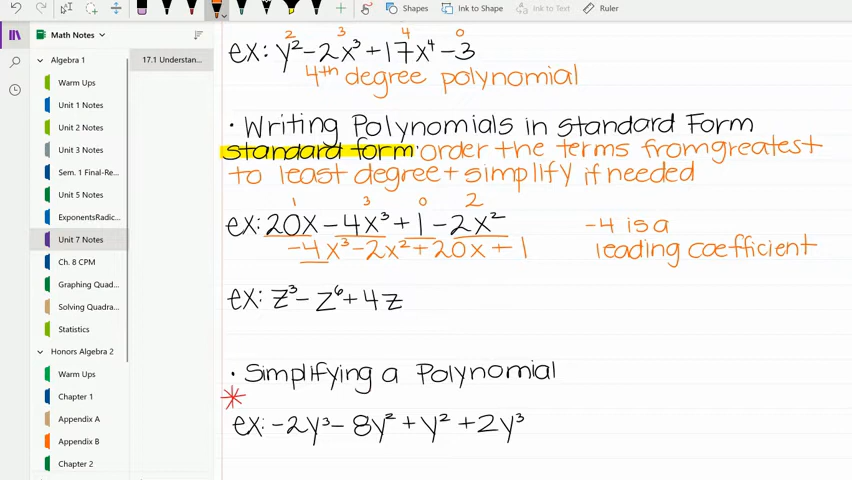 Shapes
Ink to Shape
Ink to Text
Ruler
Math Notes
Algebra 1
Warm Ups
Unit 1 Notes
Unit 2 Notes
Unit 3 Notes
Sem. 1 Final-Re...
Unit 5 Notes
ExponentsRadic...
Unit 7 Notes
Ch. 8 CPM
Graphing Quad...
Solving Quadra...
Statistics
Honors Algebra 2
Warm Ups
Chapter 1
Appendix A
Appendix B
Chapter 2
17.1 Understan...
2 3 4 0
ex: y² - 2x³ + 17x⁴ - 3
4th degree polynomial
· Writing Polynomials in Standard Form
standard form: order the terms from greatest
to least degree + simplify if needed
1 3 0 2
ex: 20x - 4x³ + 1 - 2x²
-4x³ - 2x² + 20x + 1
-4 is a
leading coefficient
ex: z³ - z⁶ + 4z
· Simplifying a Polynomial
*
ex: -2y³ - 8y² + y² + 2y³